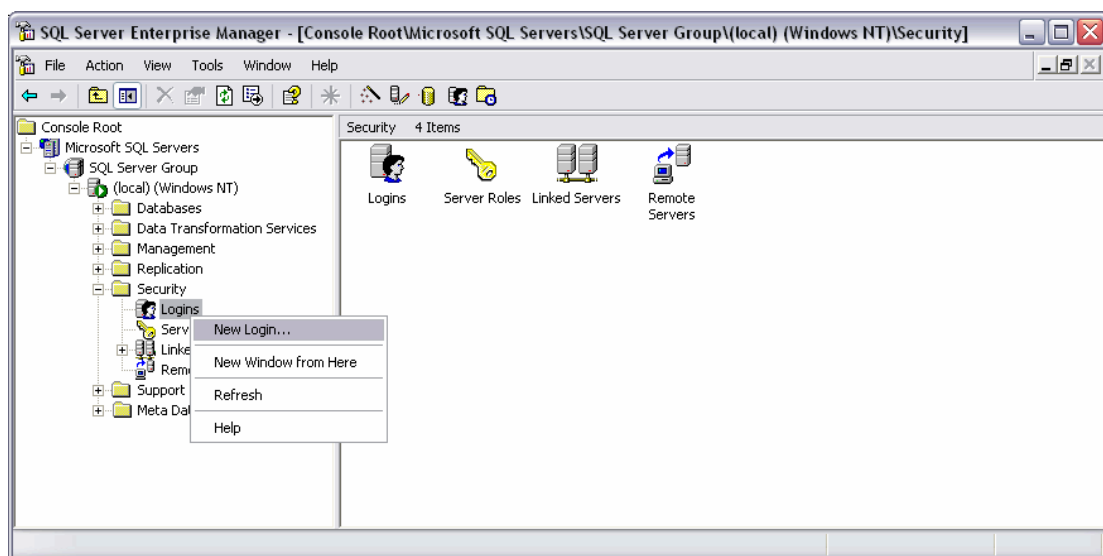 SQL Server Enterprise Manager - [Console Root\Microsoft SQL Servers\SQL Server Group\(local) (Windows NT)\Security]
File Action View Tools Window Help
Console Root
Microsoft SQL Servers
SQL Server Group
(local) (Windows NT)
Databases
Data Transformation Services
Management
Replication
Security
Logins
Serv
Linke
Rem
Support
Meta Da
New Login...
New Window from Here
Refresh
Help
Security 4 Items
Logins Server Roles Linked Servers Remote
Servers